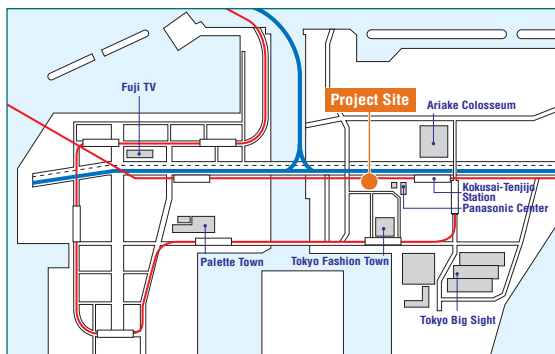 Fuji TV
Project Site
Ariake Colosseum
Kokusai-Tenjijo
Station
Panasonic Center
Palette Town
Tokyo Fashion Town
Tokyo Big Sight